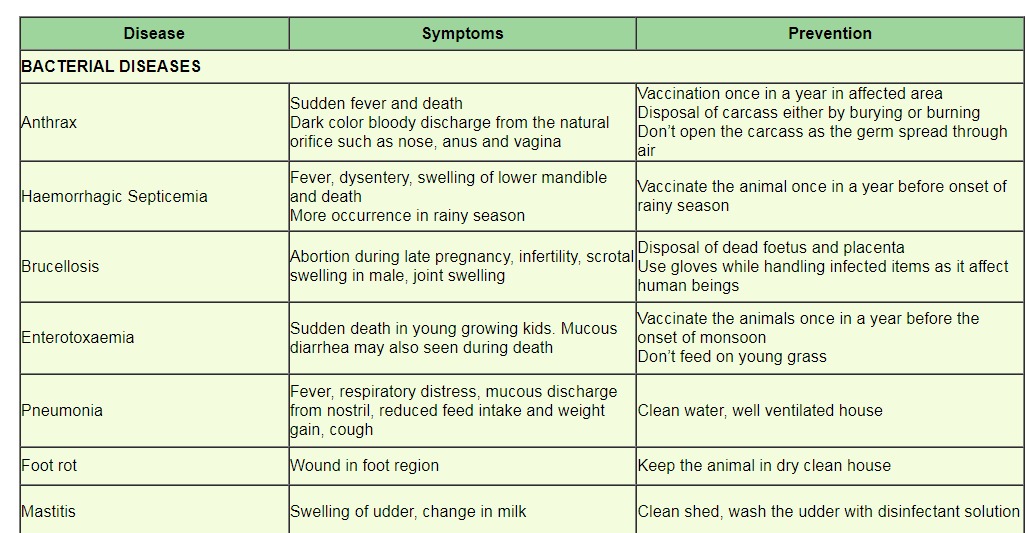 Disease Symptoms Prevention
BACTERIAL DISEASES
Anthrax
Sudden fever and death
Dark color bloody discharge from the natural
orifice such as nose, anus and vagina
Vaccination once in a year in affected area
Disposal of carcass either by burying or burning
Don't open the carcass as the germ spread through
air
Haemorrhagic Septicemia
Fever, dysentery, swelling of lower mandible
and death
More occurrence in rainy season
Vaccinate the animal once in a year before onset of
rainy season
Brucellosis
Abortion during late pregnancy, infertility, scrotal
swelling in male, joint swelling
Disposal of dead foetus and placenta
Use gloves while handling infected items as it affect
human beings
Enterotoxaemia
Sudden death in young growing kids. Mucous
diarrhea may also seen during death
Vaccinate the animals once in a year before the
onset of monsoon
Don't feed on young grass
Pneumonia
Fever, respiratory distress, mucous discharge
from nostril, reduced feed intake and weight
gain, cough
Clean water, well ventilated house
Foot rot
Wound in foot region
Keep the animal in dry clean house
Mastitis
Swelling of udder, change in milk
Clean shed, wash the udder with disinfectant solution